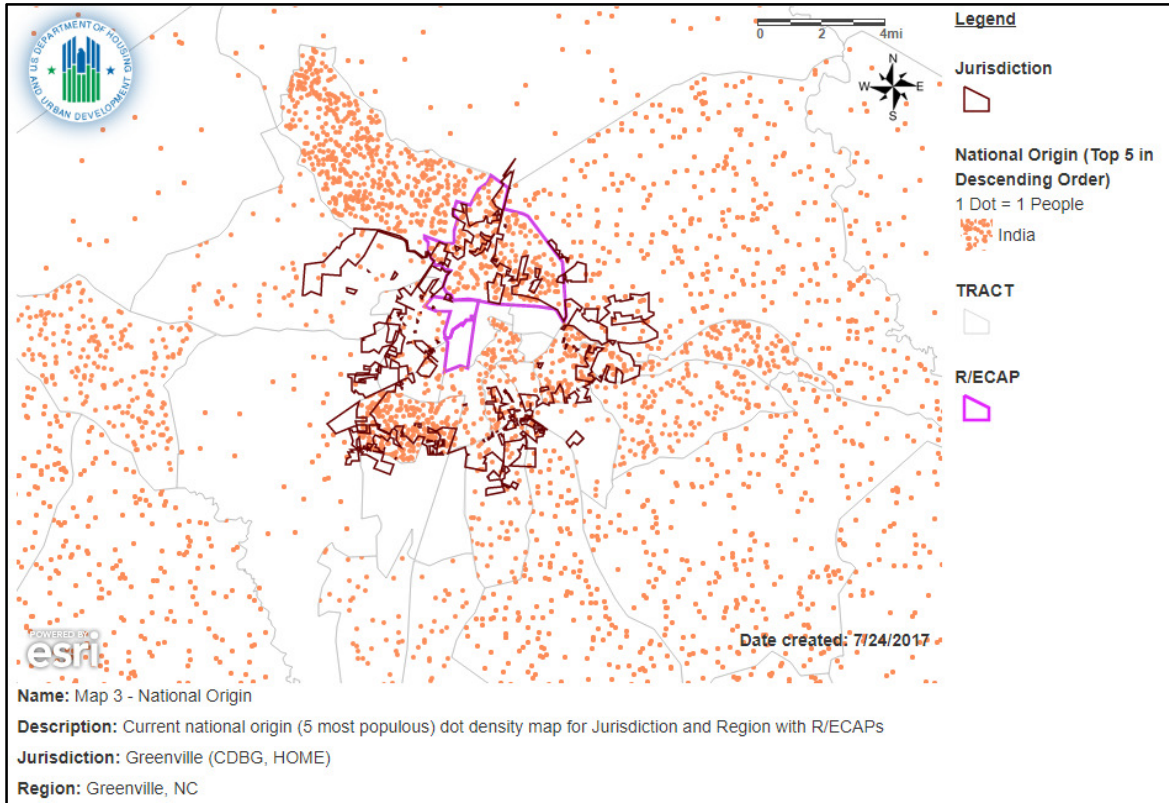 US DEPARTMENT OF HOUSING
AND URBAN DEVELOPMENT
0 2 4mi
N
W E
S
Legend
Jurisdiction
National Origin (Top 5 in
Descending Order)
1 Dot = 1 People
India
TRACT
R/ECAP
POWERED BY
esri
Date created: 7/24/2017
Name: Map 3 - National Origin
Description: Current national origin (5 most populous) dot density map for Jurisdiction and Region with R/ECAPs
Jurisdiction: Greenville (CDBG, HOME)
Region: Greenville, NC